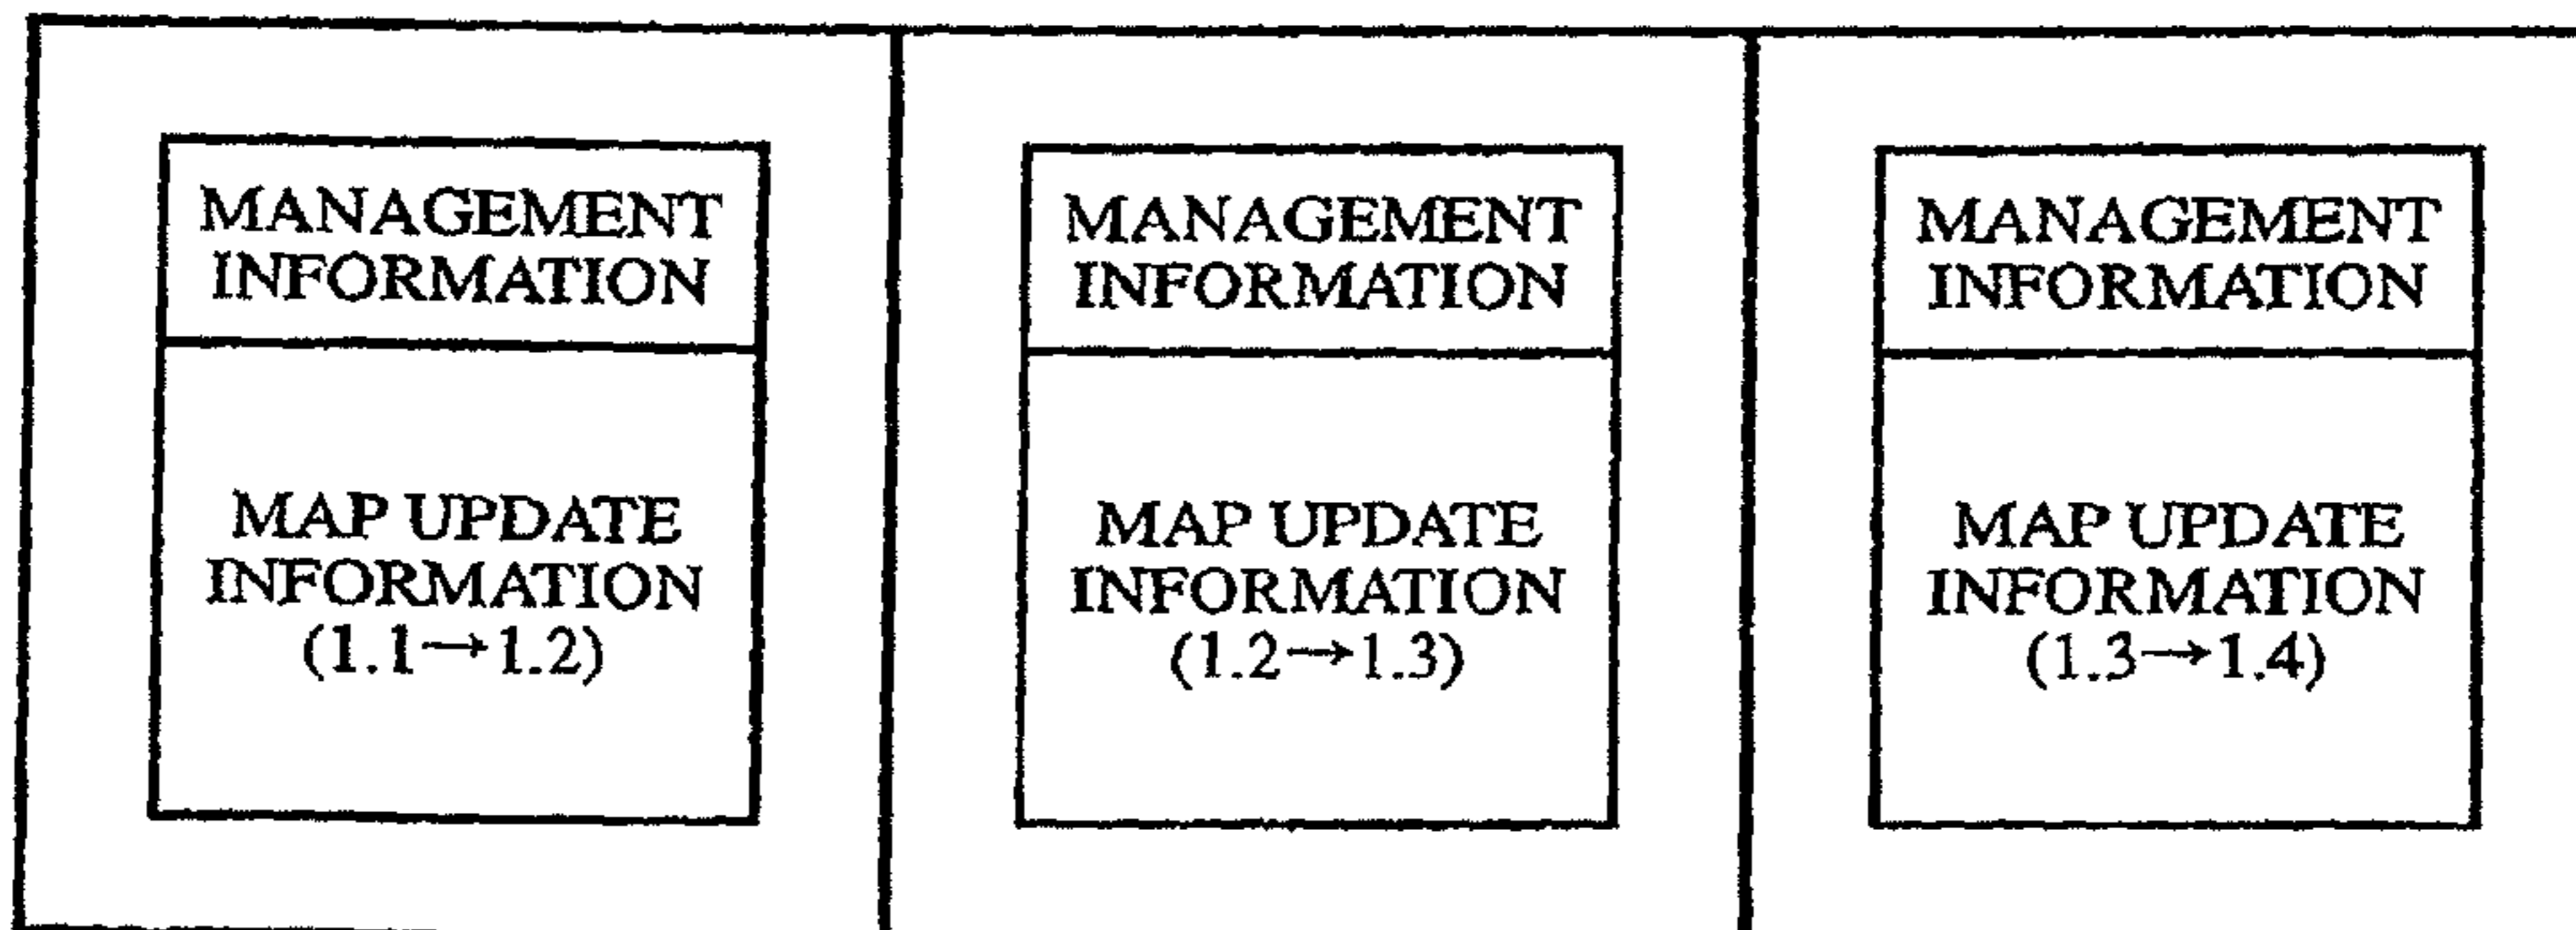 MANAGEMENT
INFORMATION
MAP UPDATE
INFORMATION
(1.1→1.2)
MANAGEMENT
INFORMATION
MAP UPDATE
INFORMATION
(1.2→1.3)
MANAGEMENT
INFORMATION
MAP UPDATE
INFORMATION
(1.3→1.4)